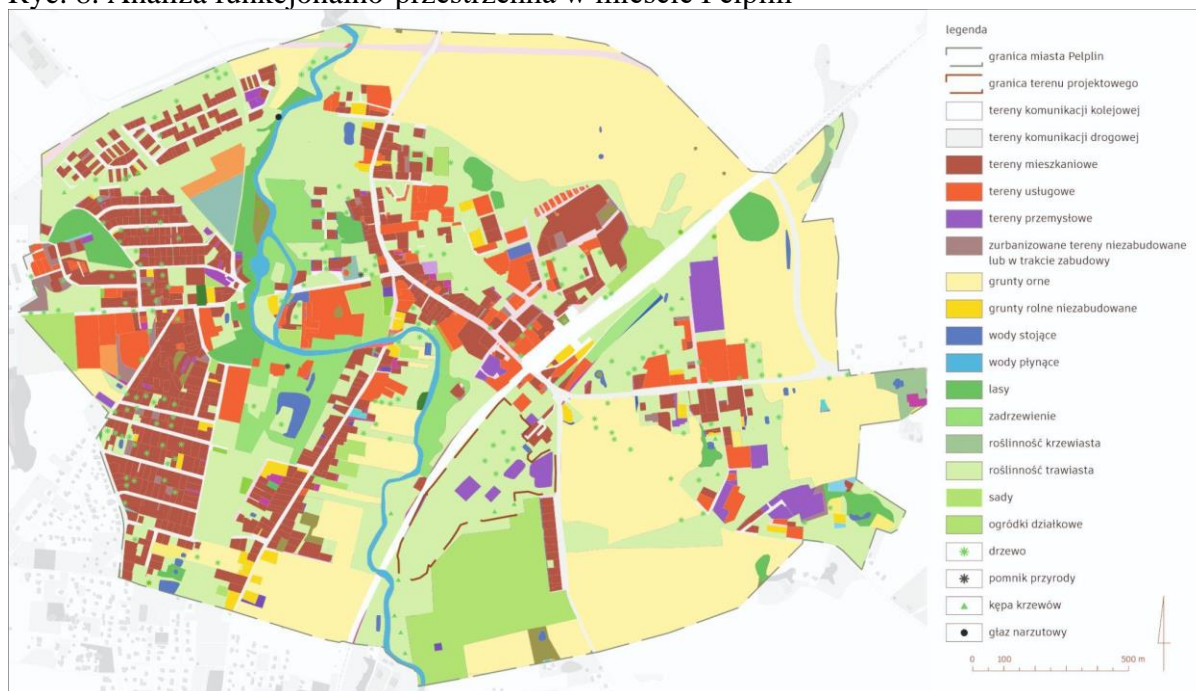 Ryc. 8. Analiza funkcjonalno-przestrzenna w mieście Pelplin
legenda
granica miasta Pelplin
granica terenu projektowego
tereny komunikacji kolejowej
tereny komunikacji drogowej
tereny mieszkaniowe
tereny usługowe
tereny przemysłowe
zurbanizowane tereny niezabudowane
lub w trakcie zabudowy
grunty orne
grunty rolne niezabudowane
wody stojące
wody płynące
lasy
zadrzewienie
roślinność krzewiasta
roślinność trawiasta
sady
ogródki działkowe
drzewo
pomnik przyrody
kępa krzewów
głaz narzutowy
0 100 500 m